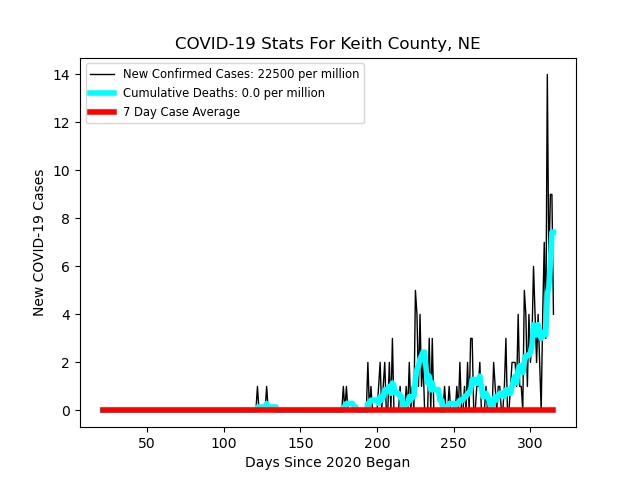 COVID-19 Stats For Keith County, NE
New Confirmed Cases: 22500 per million
Cumulative Deaths: 0.0 per million
7 Day Case Average
New COVID-19 Cases
14
12
10
8
6
4
2
0
50 100 150 200 250 300
Days Since 2020 Began